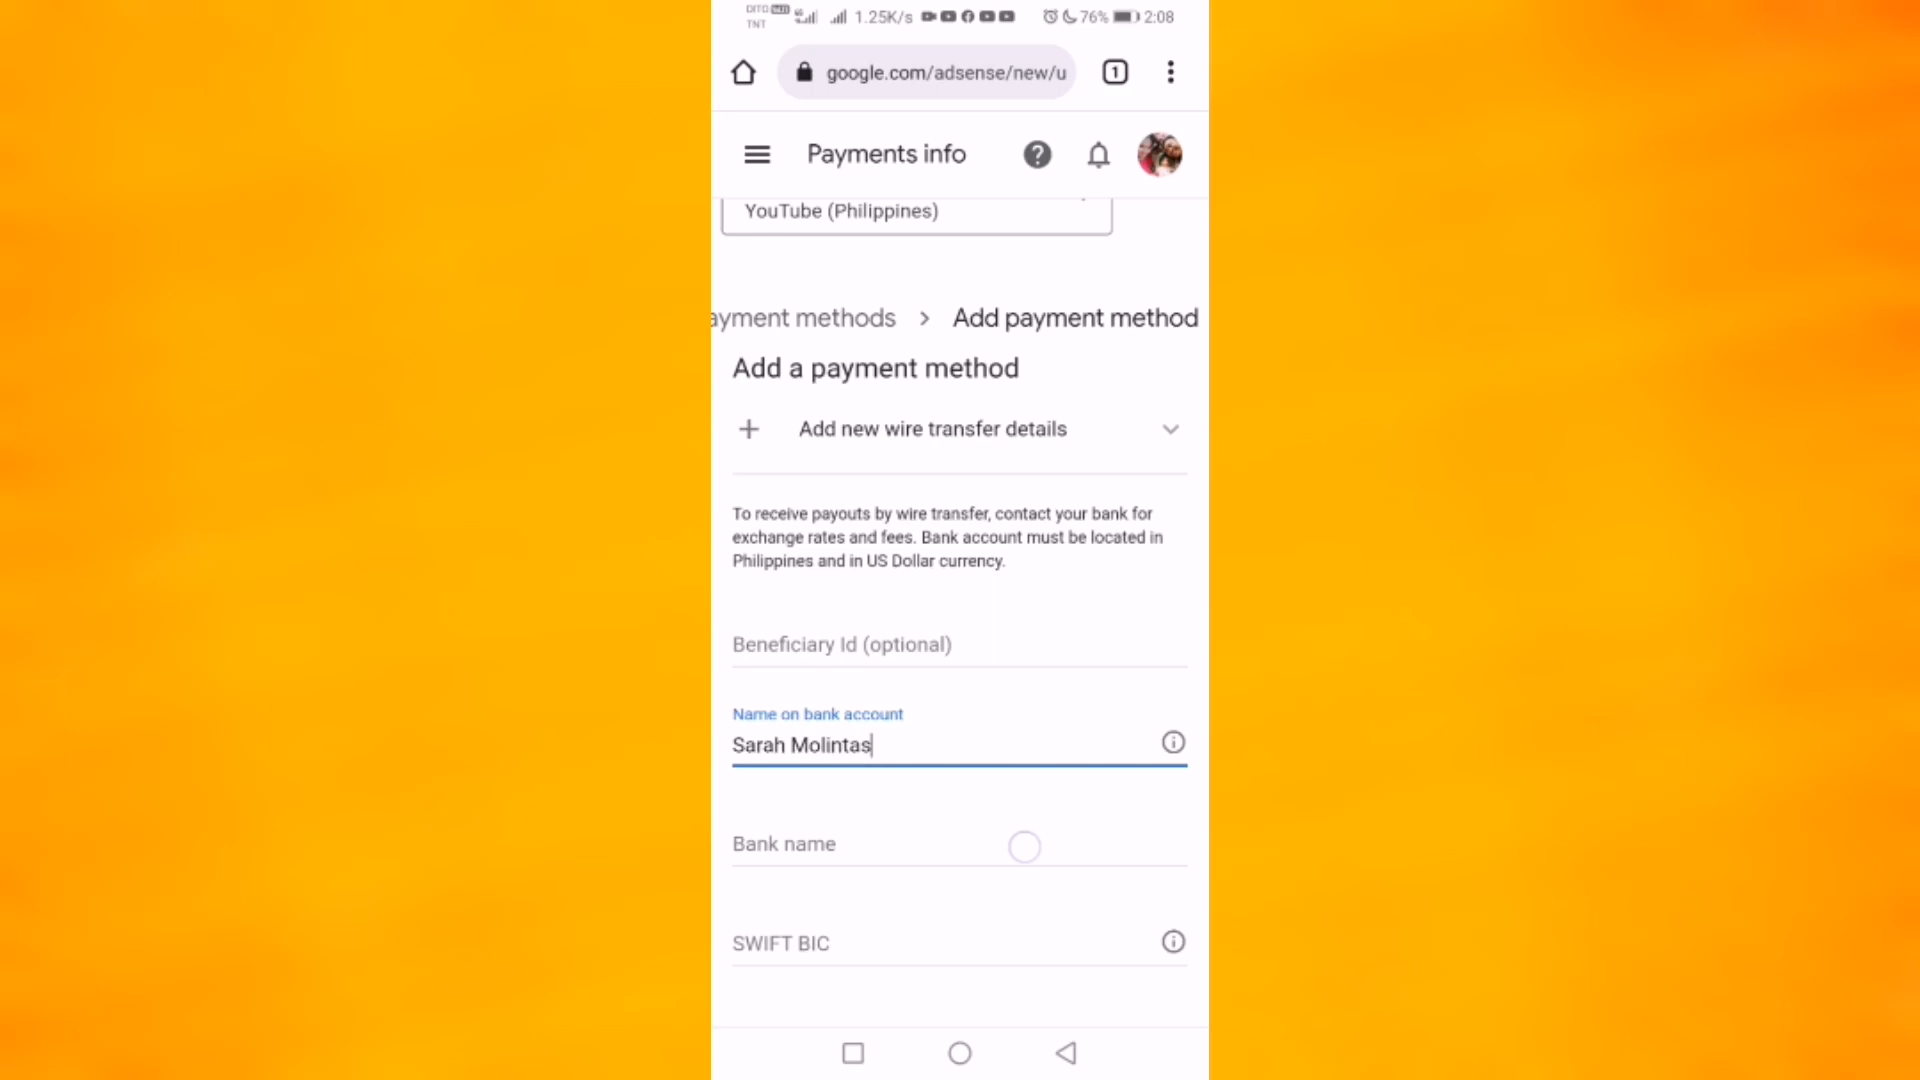 DITO
TNT
1.25K/s
76%
2:08
google.com/adsense/new/u
1
Payments info
YouTube (Philippines)
ayment methods > Add payment method
Add a payment method
Add new wire transfer details
To receive payouts by wire transfer, contact your bank for
exchange rates and fees. Bank account must be located in
Philippines and in US Dollar currency.
Beneficiary Id (optional)
Name on bank account
Sarah Molintas
Bank name
SWIFT BIC